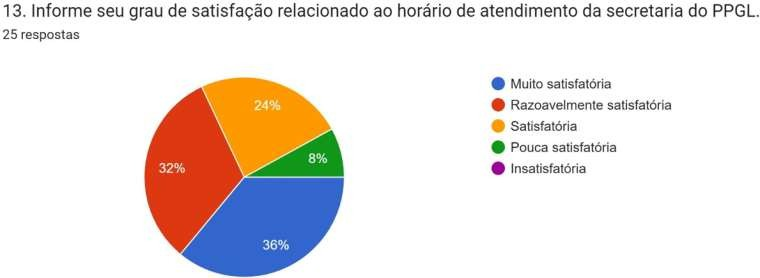 13. Informe seu grau de satisfação relacionado ao horário de atendimento da secretaria do PPGL.
25 respostas
24%
32%
8%
36%
Muito satisfatória
Razoavelmente satisfatória
Satisfatória
Pouca satisfatória
Insatisfatória